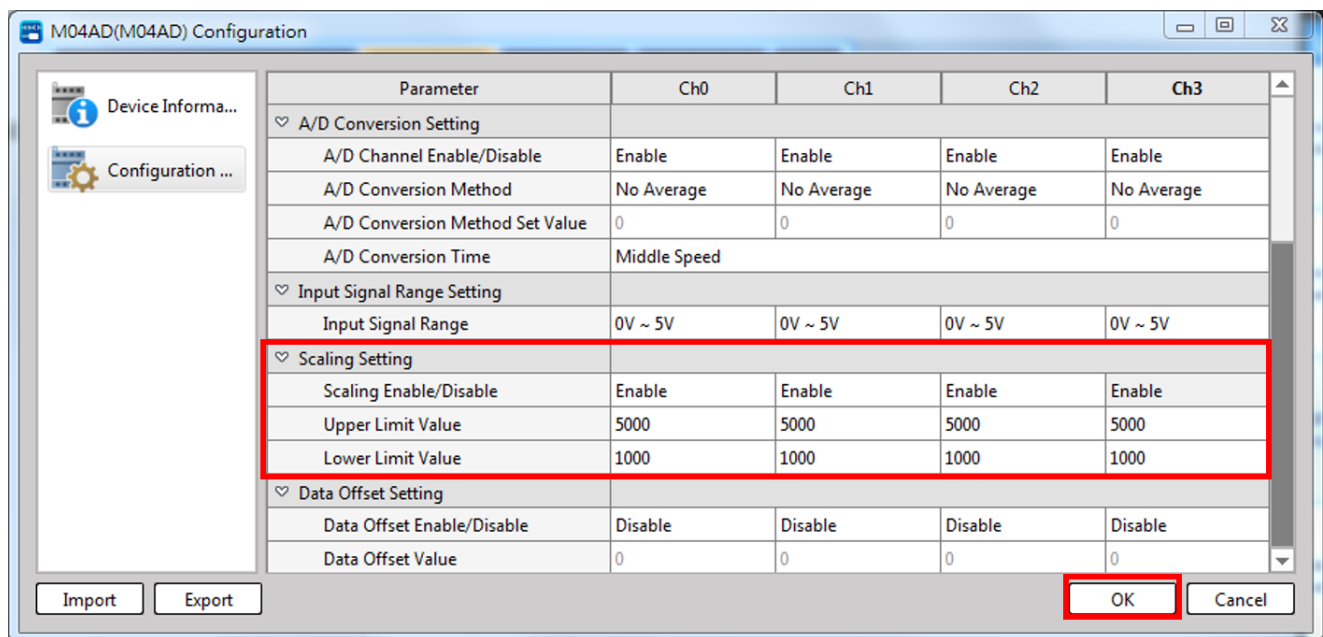 M04AD(M04AD) Configuration
Device Informa...
Configuration ...
Parameter Ch0 Ch1 Ch2 Ch3
A/D Conversion Setting
A/D Channel Enable/Disable Enable Enable Enable Enable
A/D Conversion Method No Average No Average No Average No Average
A/D Conversion Method Set Value 0 0 0 0
A/D Conversion Time Middle Speed
Input Signal Range Setting
Input Signal Range 0V ~ 5V 0V ~ 5V 0V ~ 5V 0V ~ 5V
Scaling Setting
Scaling Enable/Disable Enable Enable Enable Enable
Upper Limit Value 5000 5000 5000 5000
Lower Limit Value 1000 1000 1000 1000
Data Offset Setting
Data Offset Enable/Disable Disable Disable Disable Disable
Data Offset Value 0 0 0 0
Import Export OK Cancel